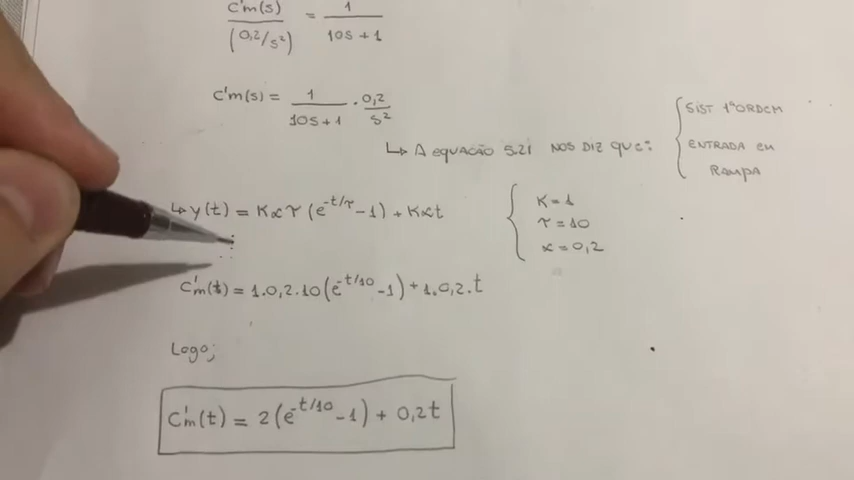 C'm(s) / (0,2/s²) = 1 / 10s+1
C'm(s) = 1 / 10s+1 . 0,2 / s²
↳ A equação 5.21 nos diz que:
{ Sist 1ª ordem
entrada em
rampa
↳ y(t) = Kατ (e^-t/τ -1) + Kαt
{ K=1
τ=10
α=0,2
C'm(t) = 1.0,2.10(e^-t/10 -1) + 1.0,2.t
Logo;
C'm(t) = 2(e^-t/10 -1) + 0,2t